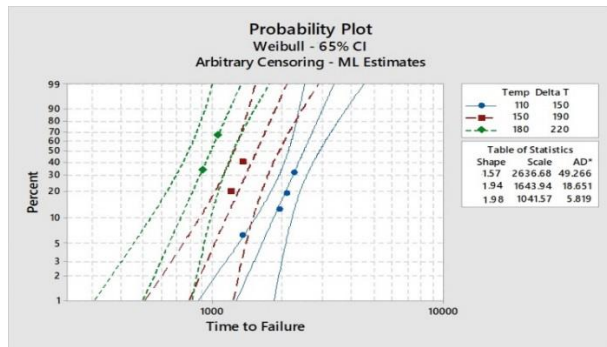 Probability Plot
Weibull - 65% CI
Arbitrary Censoring - ML Estimates
Percent
99
90
80
70
60
50
40
30
20
10
5
3
2
1
1000
10000
Time to Failure
Temp Delta T
110 150
150 190
180 220
Table of Statistics
Shape Scale AD*
1.57 2636.68 49.266
1.94 1643.94 18.651
1.98 1041.57 5.819